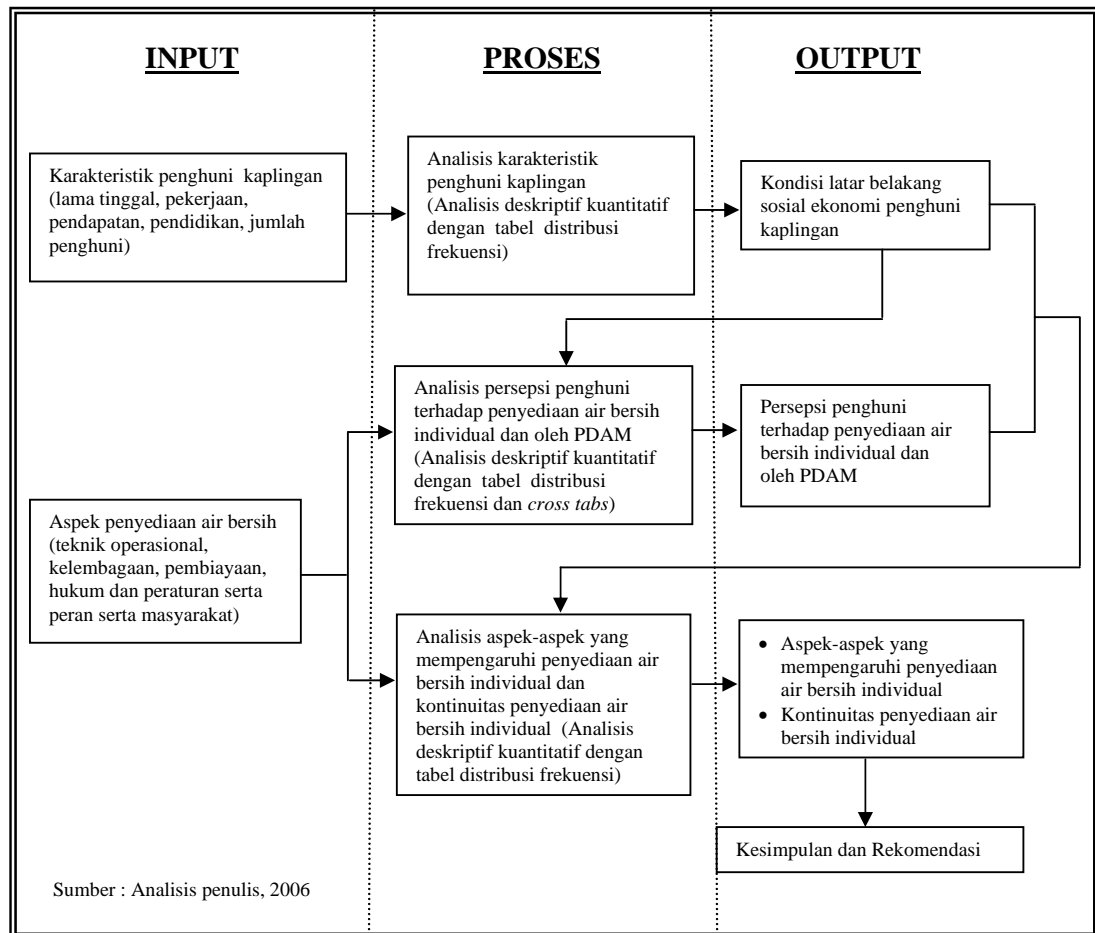 INPUT
PROSES
OUTPUT
Karakteristik penghuni kaplingan
(lama tinggal, pekerjaan,
pendapatan, pendidikan, jumlah
penghuni)
Analisis karakteristik
penghuni kaplingan
(Analisis deskriptif kuantitatif
dengan tabel distribusi
frekuensi)
Kondisi latar belakang
sosial ekonomi penghuni
kaplingan
Analisis persepsi penghuni
terhadap penyediaan air bersih
individual dan oleh PDAM
(Analisis deskriptif kuantitatif
dengan tabel distribusi
frekuensi dan cross tabs)
Persepsi penghuni
terhadap penyediaan air
bersih individual dan
oleh PDAM
Aspek penyediaan air bersih
(teknik operasional,
kelembagaan, pembiayaan,
hukum dan peraturan serta
peran serta masyarakat)
Analisis aspek-aspek yang
mempengaruhi penyediaan air
bersih individual dan
kontinuitas penyediaan air
bersih individual (Analisis
deskriptif kuantitatif dengan
tabel distribusi frekuensi)
• Aspek-aspek yang
mempengaruhi penyediaan
air bersih individual
• Kontinuitas penyediaan air
bersih individual
Kesimpulan dan Rekomendasi
Sumber : Analisis penulis, 2006